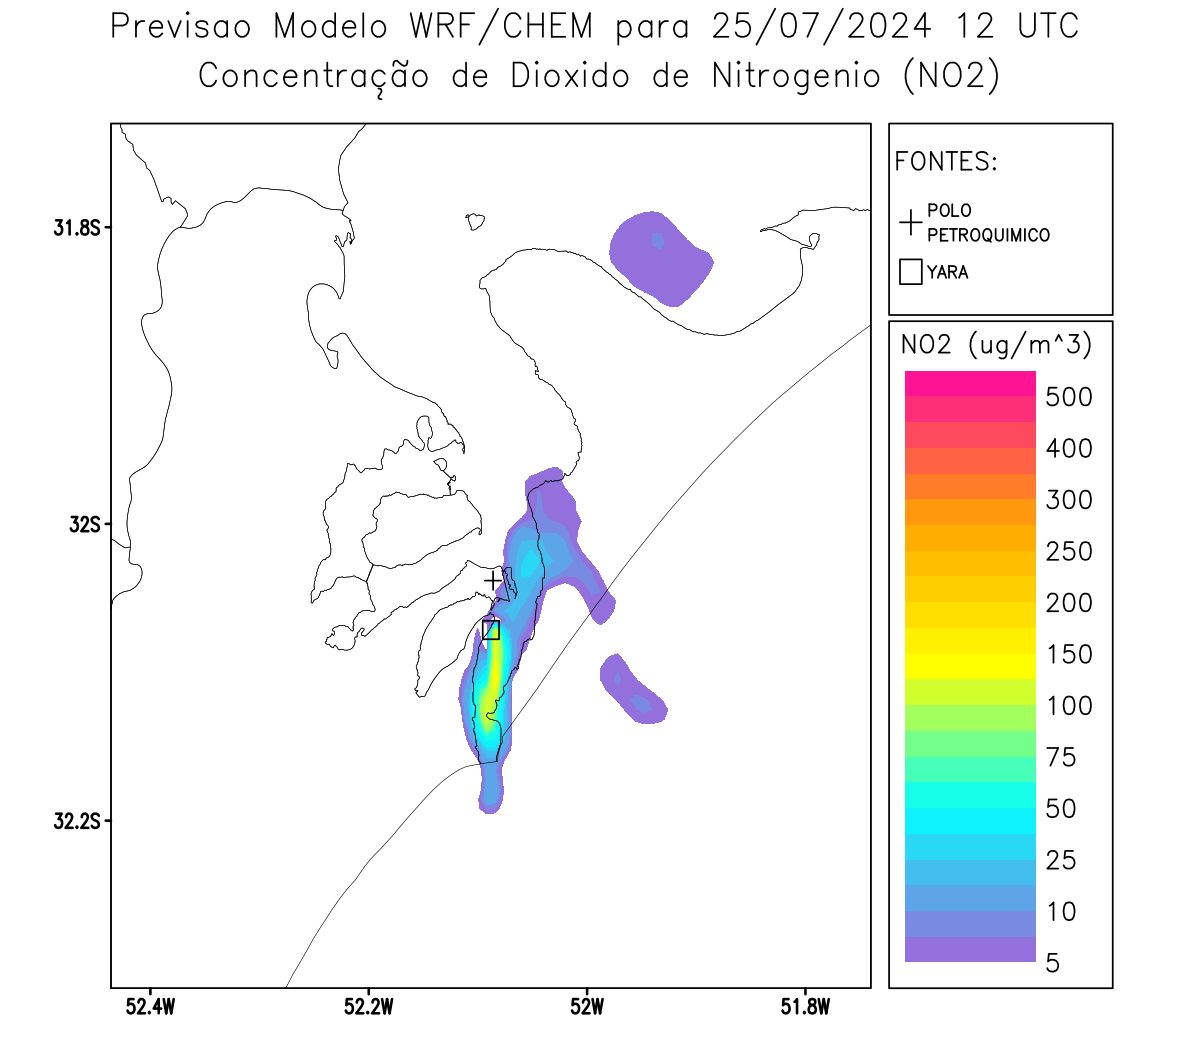 Previsao Modelo WRF/CHEM para 25/07/2024 12 UTC
Concentração de Dioxido de Nitrogenio (NO2)
FONTES:
POLO
PETROQUIMICO
YARA
NO2 (ug/m^3)
500
400
300
250
200
150
100
75
50
25
10
5
31.8S
32S
32.2S
52.4W
52.2W
52W
51.8W